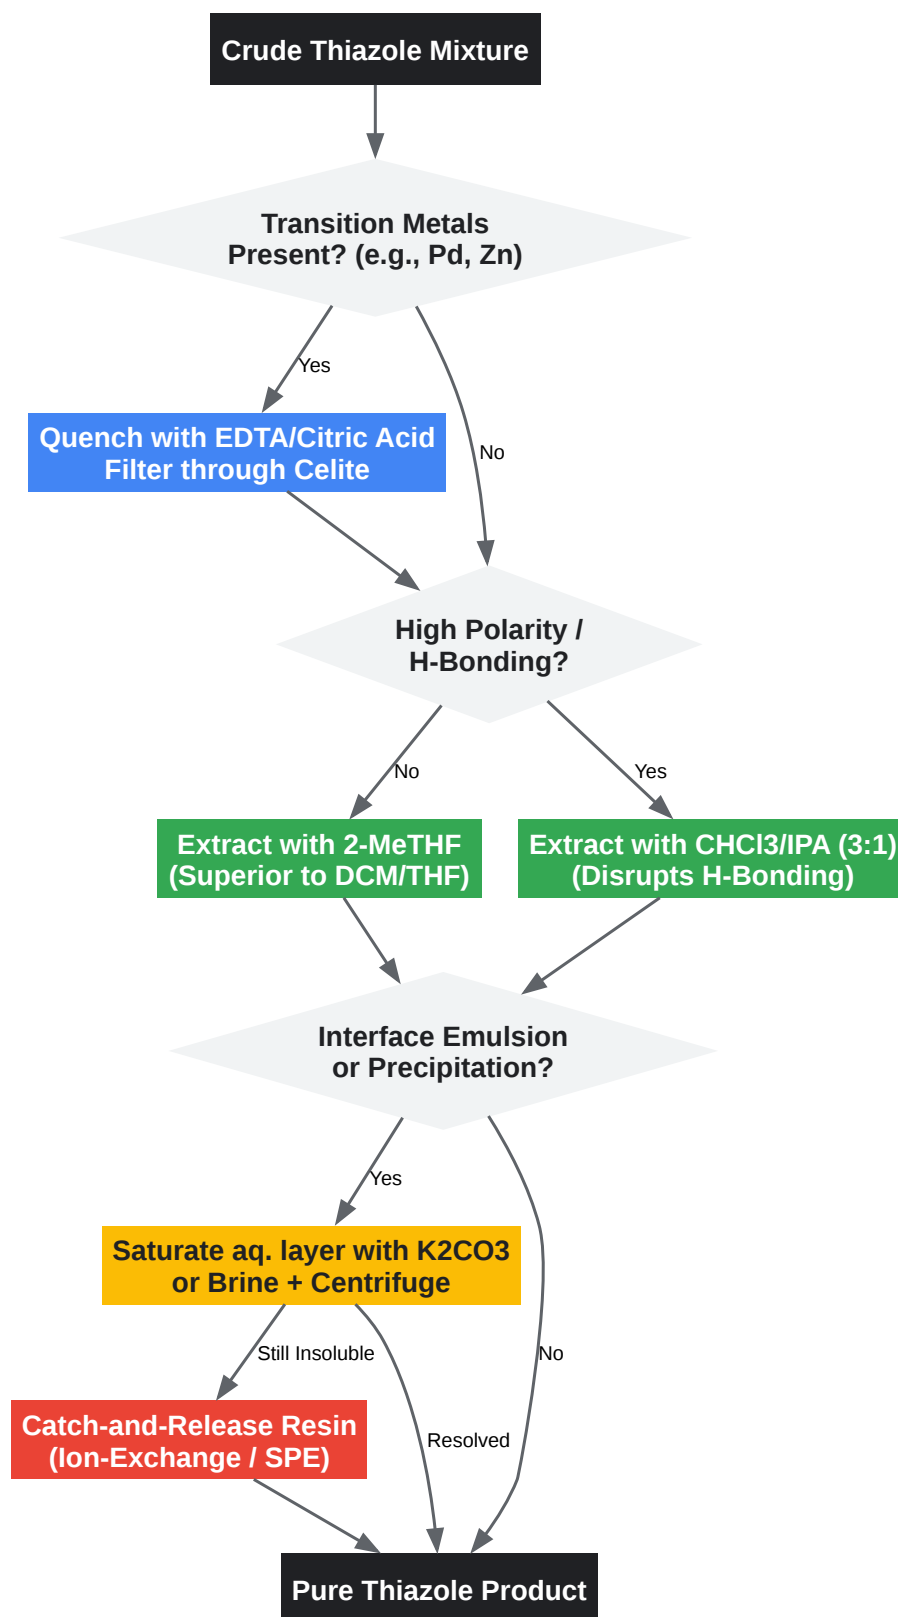 Crude Thiazole Mixture
Transition Metals
Present? (e.g., Pd, Zn)
Yes
Quench with EDTA/Citric Acid
Filter through Celite
No
High Polarity /
H-Bonding?
No
Yes
Extract with 2-MeTHF
(Superior to DCM/THF)
Extract with CHCl3/IPA (3:1)
(Disrupts H-Bonding)
Interface Emulsion
or Precipitation?
Yes
Saturate aq. layer with K2CO3
or Brine + Centrifuge
Still Insoluble
No
Catch-and-Release Resin
(Ion-Exchange / SPE)
Resolved
Pure Thiazole Product